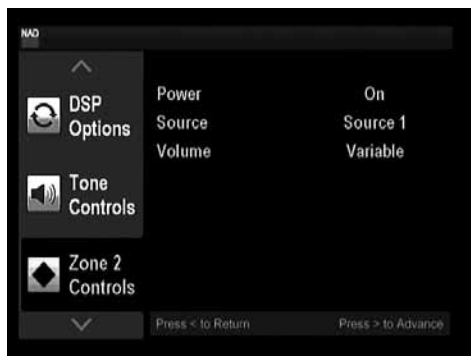 NAD
DSP
Options
Tone
Controls
Zone 2
Controls
Power On
Source Source 1
Volume Variable
Press < to Return Press > to Advance